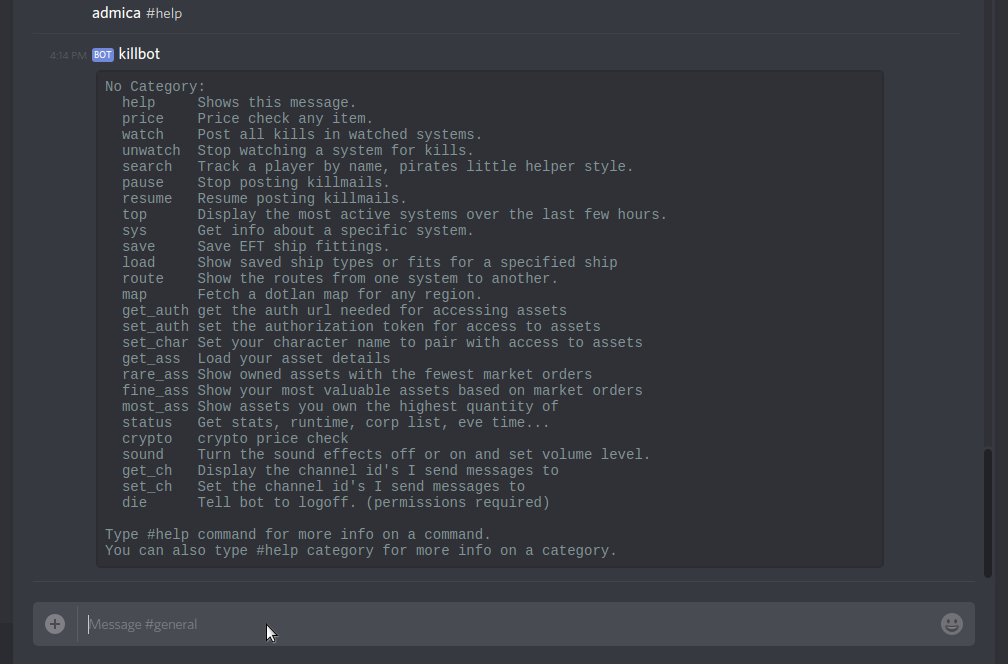 admica #help
4:14 PM BOT killbot
No Category:
  help     Shows this message.
  price    Price check any item.
  watch    Post all kills in watched systems.
  unwatch  Stop watching a system for kills.
  search   Track a player by name, pirates little helper style.
  pause    Stop posting killmails.
  resume   Resume posting killmails.
  top      Display the most active systems over the last few hours.
  sys      Get info about a specific system.
  save     Save EFT ship fittings.
  load     Show saved ship types or fits for a specified ship
  route    Show the routes from one system to another.
  map      Fetch a dotlan map for any region.
  get_auth get the auth url needed for accessing assets
  set_auth set the authorization token for access to assets
  set_char Set your character name to pair with access to assets
  get_ass  Load your asset details
  rare_ass Show owned assets with the fewest market orders
  fine_ass Show your most valuable assets based on market orders
  most_ass Show assets you own the highest quantity of
  status   Get stats, runtime, corp list, eve time...
  crypto   crypto price check
  sound    Turn the sound effects off or on and set volume level.
  get_ch   Display the channel id's I send messages to
  set_ch   Set the channel id's I send messages to
  die      Tell bot to logoff. (permissions required)
Type #help command for more info on a command.
You can also type #help category for more info on a category.
Message #general